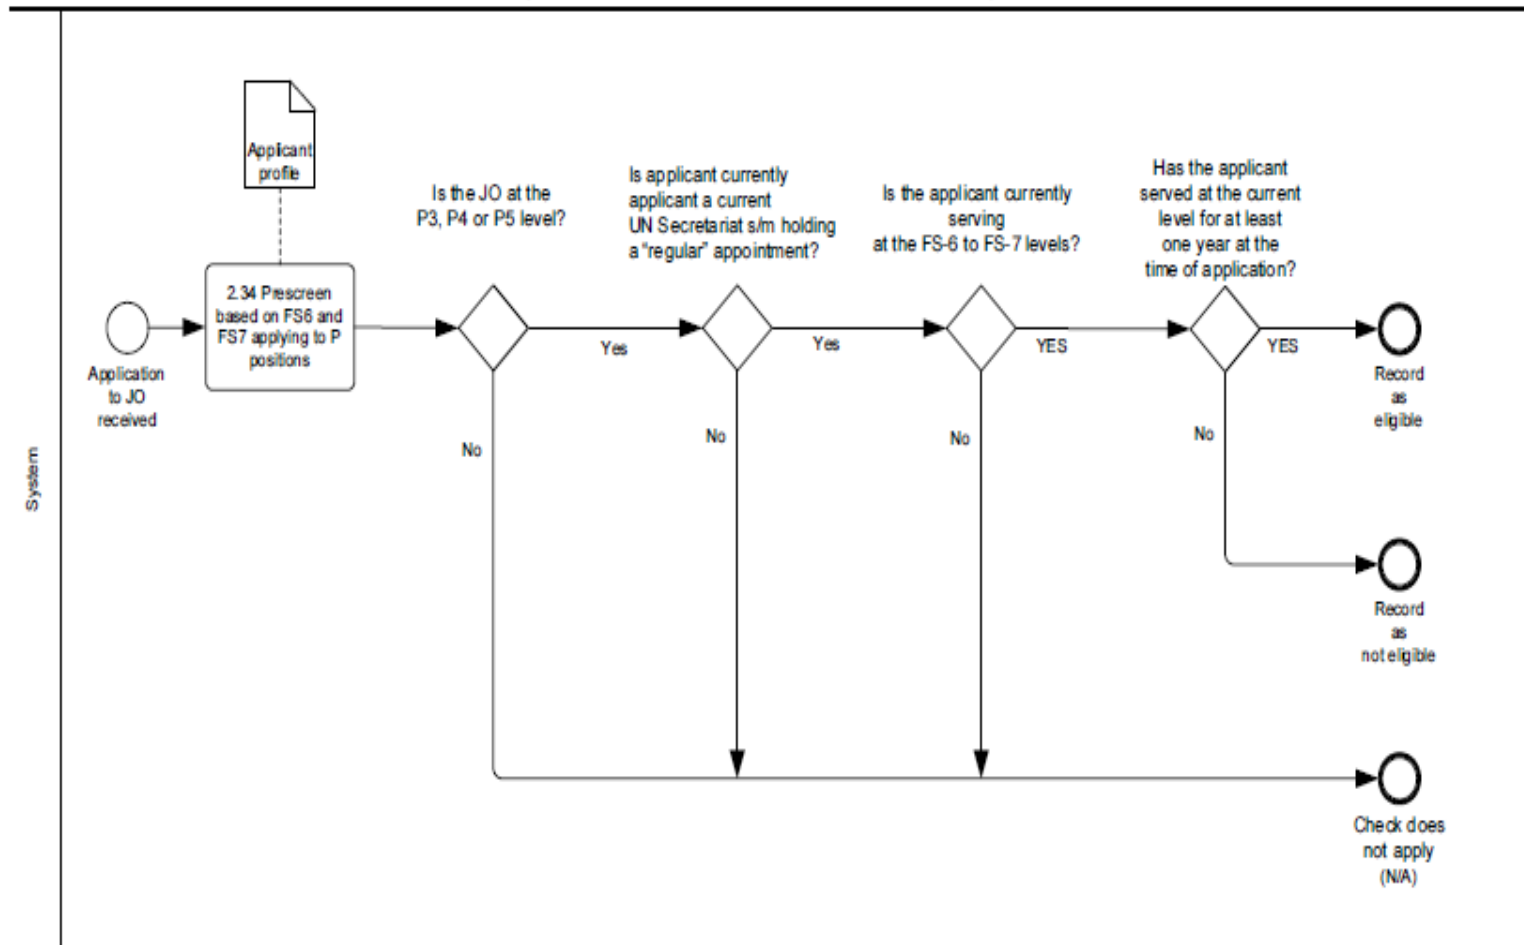 Applicant
profile
Is the JO at the
P3, P4 or P5 level?
Is applicant currently
applicant a current
UN Secretariat s/m holding
a “regular” appointment?
Is the applicant currently
serving
at the FS-6 to FS-7 levels?
Has the applicant
served at the current
level for at least
one year at the
time of application?
2.34 Prescreen
based on FS6 and
FS7 applying to P
positions
Application
to JO
received
Yes
Yes
YES
YES
No
No
No
No
Record
as
eligible
Record
as
not eligible
Check does
not apply
(N/A)
System